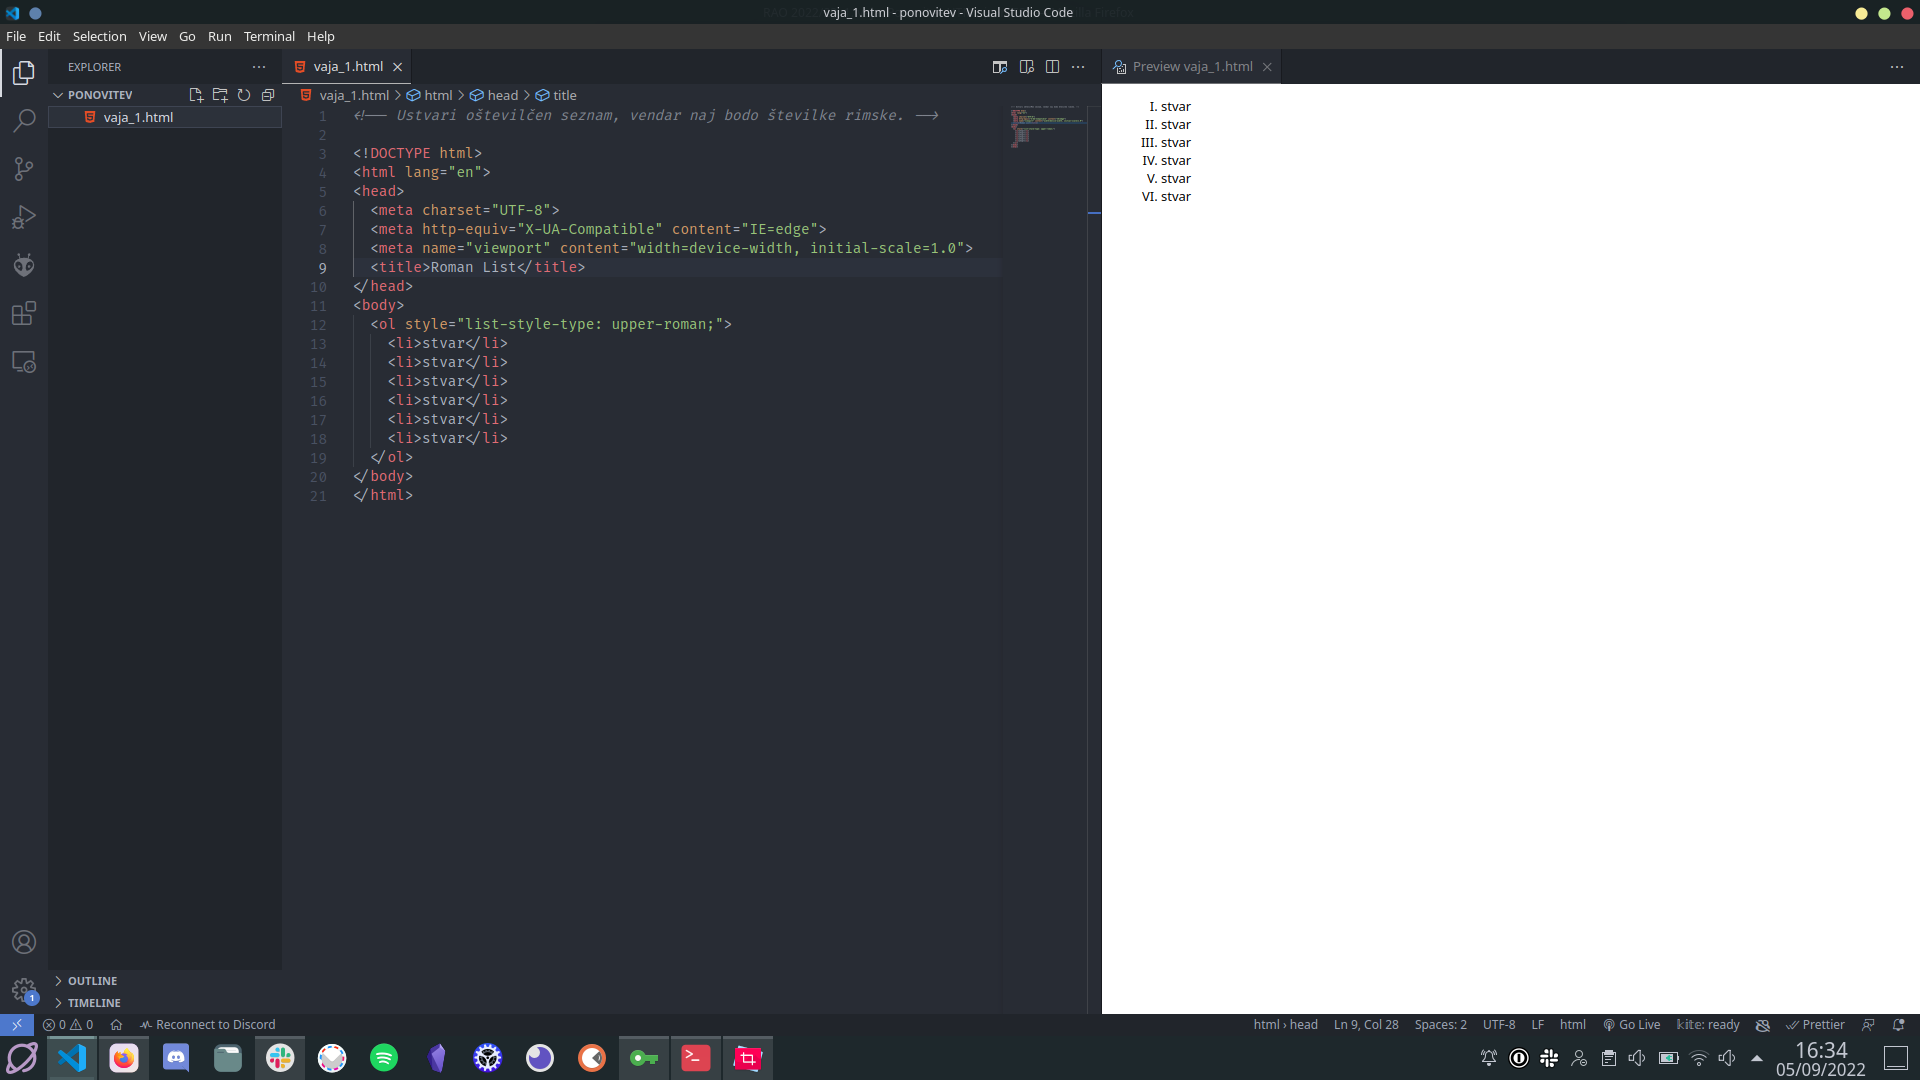 vaja_1.html - ponovitev - Visual Studio Code
File Edit Selection View Go Run Terminal Help
EXPLORER
PONOVITEV
vaja_1.html
vaja_1.html
vaja_1.html > html > head > title
1 <!-- Ustvari oštevilčen seznam, vendar naj bodo številke rimske. -->
2
3 <!DOCTYPE html>
4 <html lang="en">
5 <head>
6 <meta charset="UTF-8">
7 <meta http-equiv="X-UA-Compatible" content="IE=edge">
8 <meta name="viewport" content="width=device-width, initial-scale=1.0">
9 <title>Roman List</title>
10 </head>
11 <body>
12 <ol style="list-style-type: upper-roman;">
13 <li>stvar</li>
14 <li>stvar</li>
15 <li>stvar</li>
16 <li>stvar</li>
17 <li>stvar</li>
18 <li>stvar</li>
19 </ol>
20 </body>
21 </html>
Preview vaja_1.html
I. stvar
II. stvar
III. stvar
IV. stvar
V. stvar
VI. stvar
OUTLINE
TIMELINE
1
0 0 Reconnect to Discord
html › head Ln 9, Col 28 Spaces: 2 UTF-8 LF html Go Live kite: ready Prettier
16:34
05/09/2022